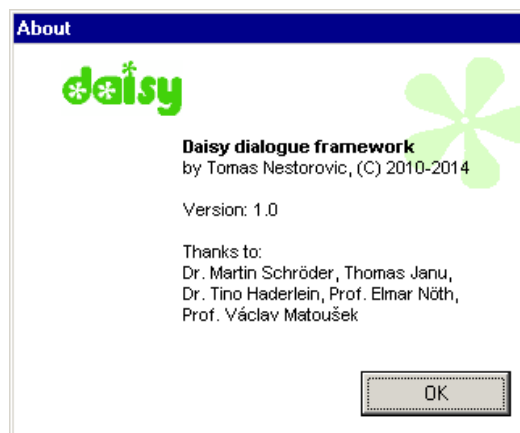 About
daisy
Daisy dialogue framework
by Tomas Nestorovic, (C) 2010-2014
Version: 1.0
Thanks to:
Dr. Martin Schröder, Thomas Janu,
Dr. Tino Haderlein, Prof. Elmar Nöth,
Prof. Václav Matoušek
OK